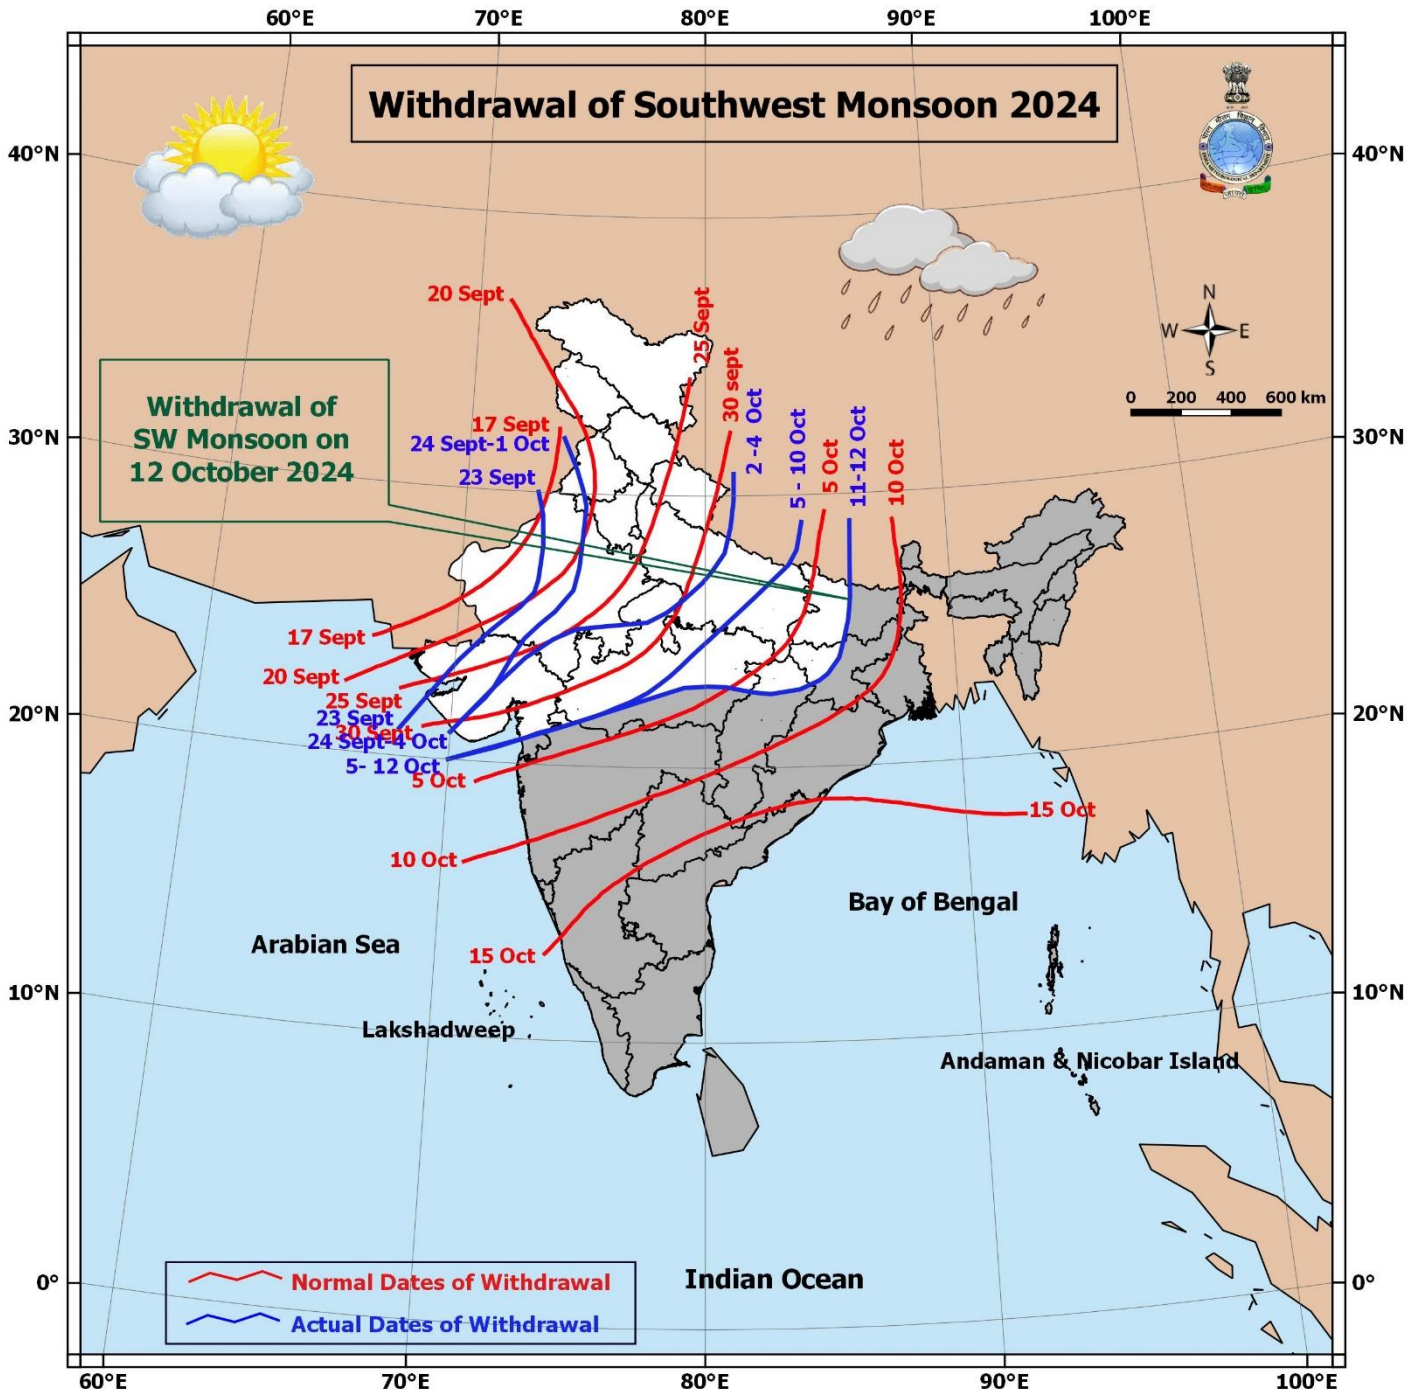 60°E 70°E 80°E 90°E 100°E
Withdrawal of Southwest Monsoon 2024
40°N 40°N
N
W E
S
0 200 400 600 km
20 Sept
25 Sept
30 sept
2 -4 Oct
5 - 10 Oct
5 Oct
11-12 Oct
10 Oct
Withdrawal of
SW Monsoon on
12 October 2024
17 Sept
24 Sept-1 Oct
23 Sept
30°N 30°N
17 Sept
20 Sept
25 Sept
23 Sept
30 Sept
24 Sept-4 Oct
5- 12 Oct
5 Oct
20°N 20°N
10 Oct
15 Oct
15 Oct
Bay of Bengal
Arabian Sea
10°N 10°N
Lakshadweep
Andaman & Nicobar Island
0° 0°
Indian Ocean
Normal Dates of Withdrawal
Actual Dates of Withdrawal
60°E 70°E 80°E 90°E 100°E